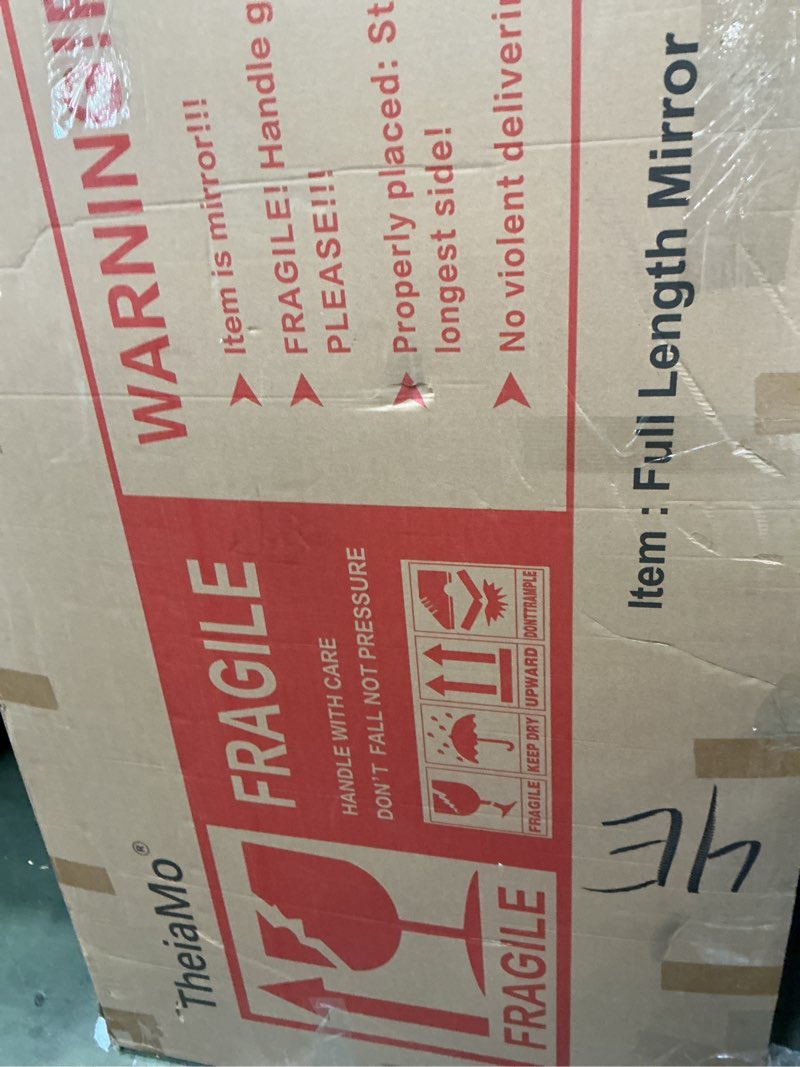 TheiaMo®
FRAGILE
FRAGILE
HANDLE WITH CARE
DON'T FALL NOT PRESSURE
FRAGILE KEEP DRY UPWARD DONTTRAMPLE
WARNIN
Item is mirror!!!
FRAGILE! Handle g
PLEASE!!!
Properly placed: St
longest side!
No violent deliveri
Item : Full Length Mirror
4E